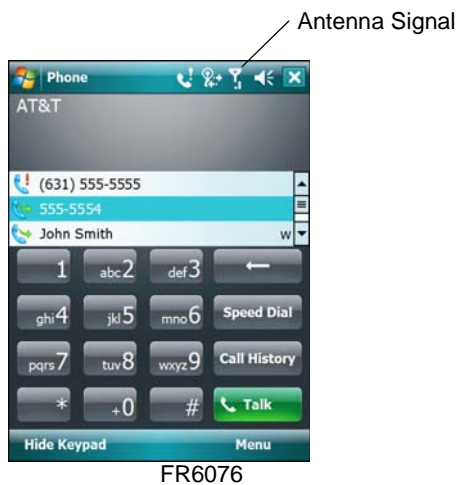 Antenna Signal
Phone
AT&T
(631) 555-5555
555-5554
John Smith w
1 abc2 def3
ghi4 jkl5 mno6 Speed Dial
pqrs7 tuv8 wxyz9 Call History
* +0 # Talk
Hide Keypad Menu
FR6076